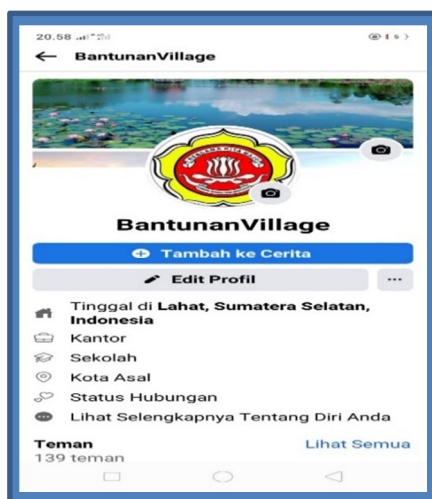 20.58
BantunanVillage
BantunanVillage
Tambah ke Cerita
Edit Profil
Tinggal di Lahat, Sumatera Selatan,
Indonesia
Kantor
Sekolah
Kota Asal
Status Hubungan
Lihat Selengkapnya Tentang Diri Anda
Teman
Lihat Semua
139 teman